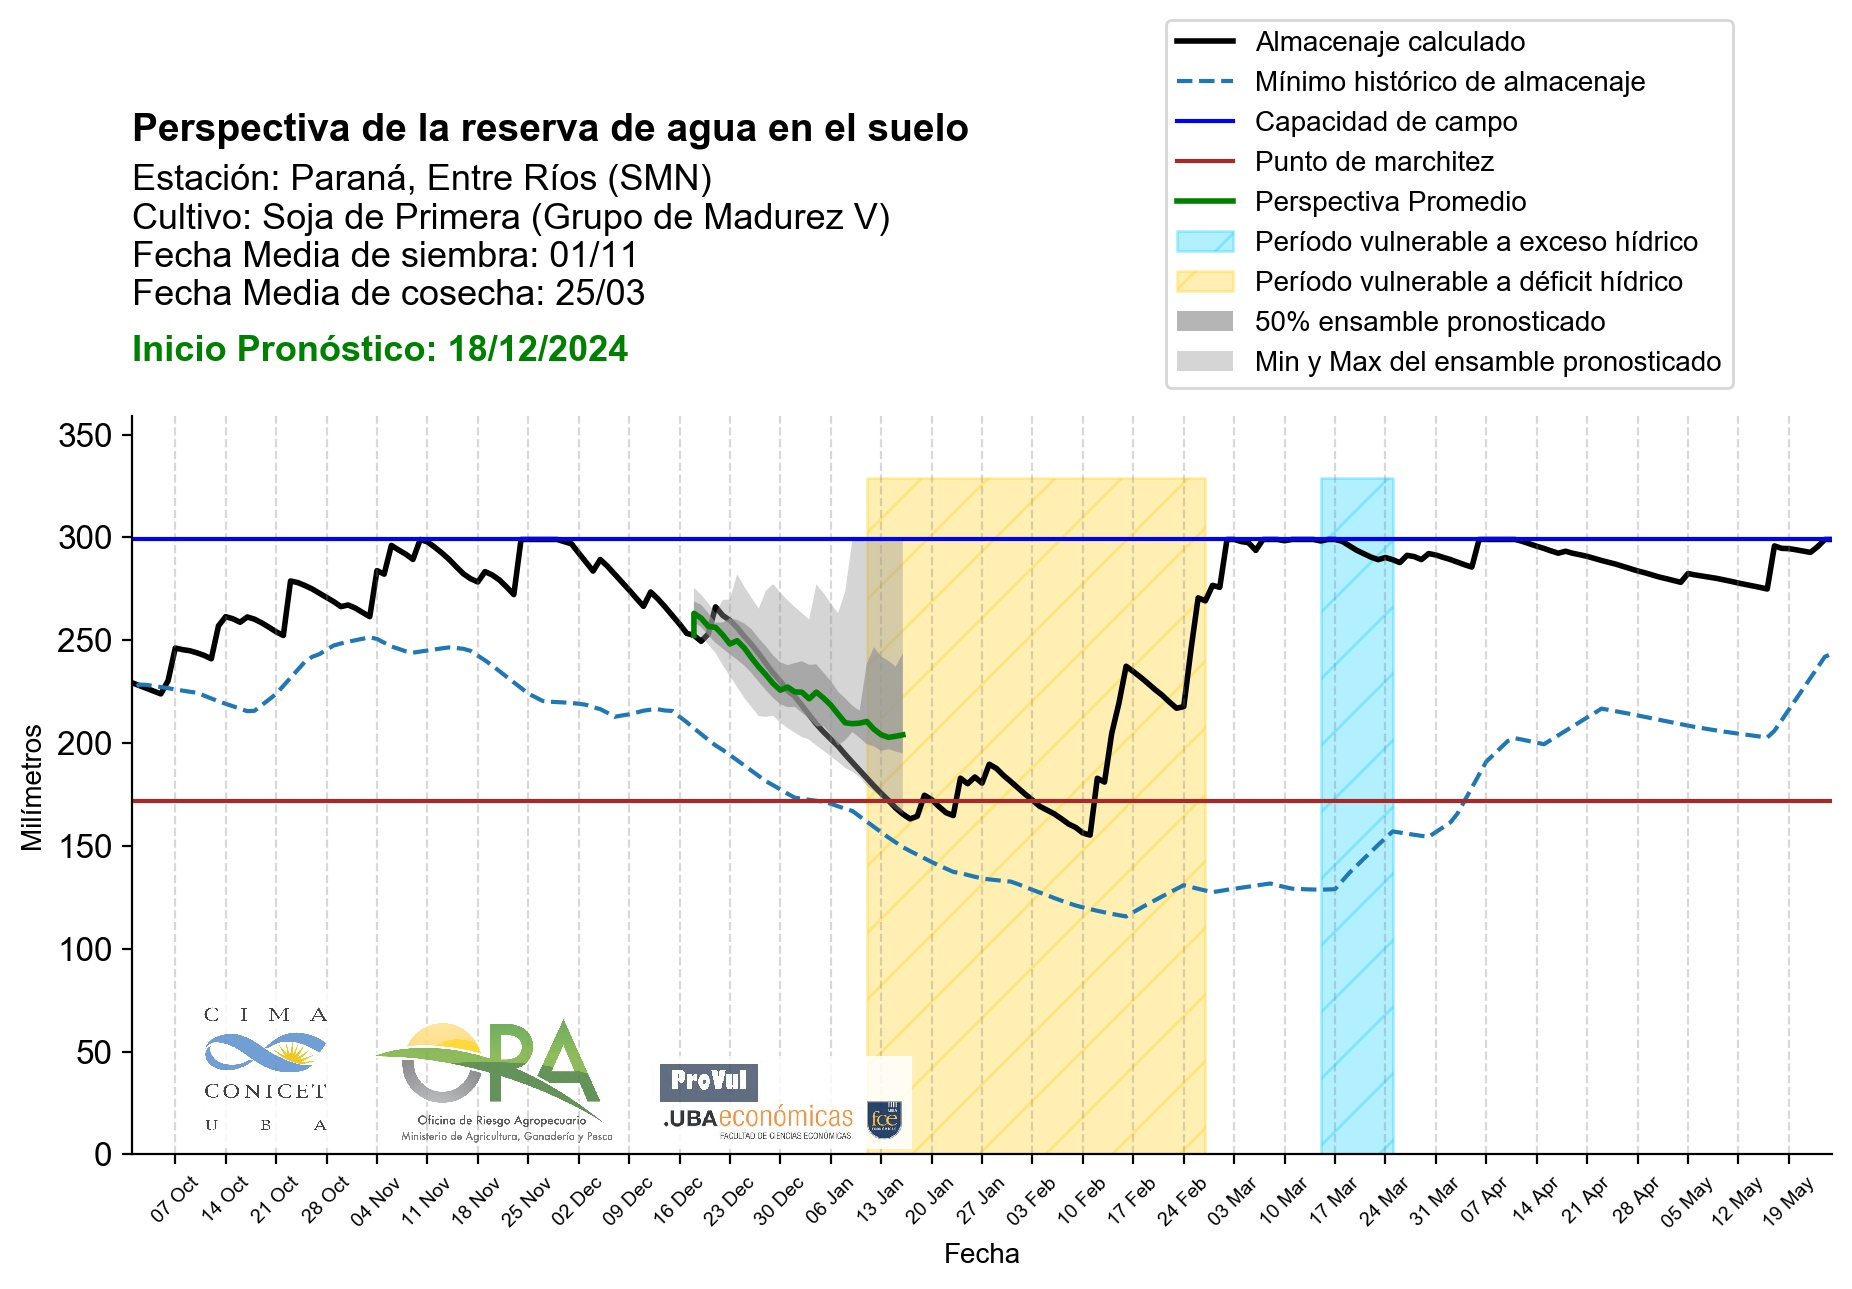 Almacenaje calculado
Mínimo histórico de almacenaje
Capacidad de campo
Punto de marchitez
Perspectiva Promedio
Período vulnerable a exceso hídrico
Período vulnerable a déficit hídrico
50% ensamble pronosticado
Min y Max del ensamble pronosticado
Perspectiva de la reserva de agua en el suelo
Estación: Paraná, Entre Ríos (SMN)
Cultivo: Soja de Primera (Grupo de Madurez V)
Fecha Media de siembra: 01/11
Fecha Media de cosecha: 25/03
Inicio Pronóstico: 18/12/2024
350
300
250
200
150
100
50
0
Milímetros
CIMA
CONICET
UBA
OPA
Oficina de Riesgo Agropecuario
Ministerio de Agricultura, Ganadería y Pesca
ProVul
.UBAeconómicas
FACULTAD DE CIENCIAS ECONÓMICAS
UBA
fce
07 Oct
14 Oct
21 Oct
28 Oct
04 Nov
11 Nov
18 Nov
25 Nov
02 Dec
09 Dec
16 Dec
23 Dec
30 Dec
06 Jan
13 Jan
20 Jan
27 Jan
03 Feb
10 Feb
17 Feb
24 Feb
03 Mar
10 Mar
17 Mar
24 Mar
31 Mar
07 Apr
14 Apr
21 Apr
28 Apr
05 May
12 May
19 May
Fecha